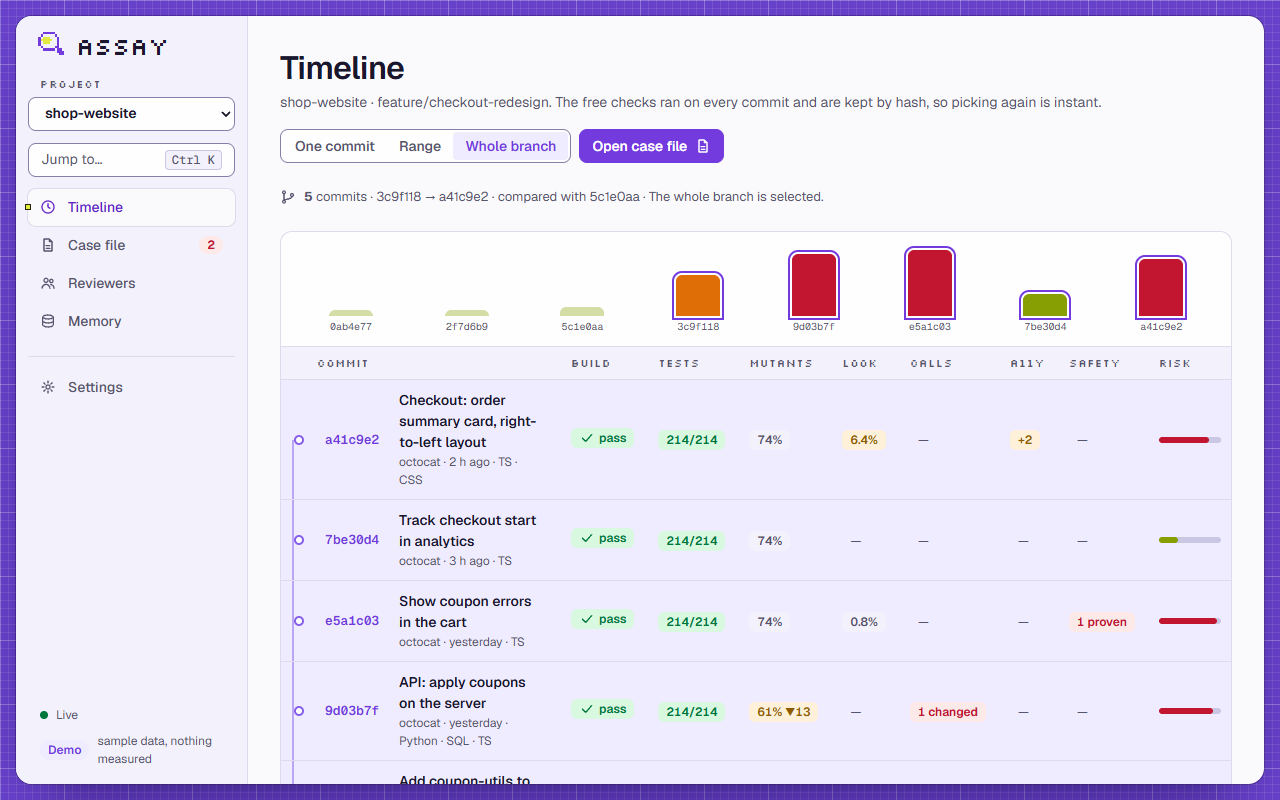 ASSAY
PROJECT
shop-website
Jump to… Ctrl K
Timeline
Case file 2
Reviewers
Memory
Settings
Live
Demo sample data, nothing
measured
Timeline
shop-website · feature/checkout-redesign. The free checks ran on every commit and are kept by hash, so picking again is instant.
One commit Range Whole branch Open case file
5 commits · 3c9f118 → a41c9e2 · compared with 5c1e0aa · The whole branch is selected.
0ab4e77 2f7d6b9 5c1e0aa 3c9f118 9d03b7f e5a1c03 7be30d4 a41c9e2
COMMIT BUILD TESTS MUTANTS LOOK CALLS A11Y SAFETY RISK
Checkout: order
summary card, right-
to-left layout
octocat · 2 h ago · TS ·
CSS
a41c9e2 pass 214/214 74% 6.4% — +2 —
Track checkout start
in analytics
octocat · 3 h ago · TS
7be30d4 pass 214/214 74% — — — —
Show coupon errors
in the cart
octocat · yesterday · TS
e5a1c03 pass 214/214 74% 0.8% — — 1 proven
API: apply coupons
on the server
octocat · yesterday ·
Python · SQL · TS
9d03b7f pass 214/214 61% ▼13 — 1 changed — —
Add coupon-utils to